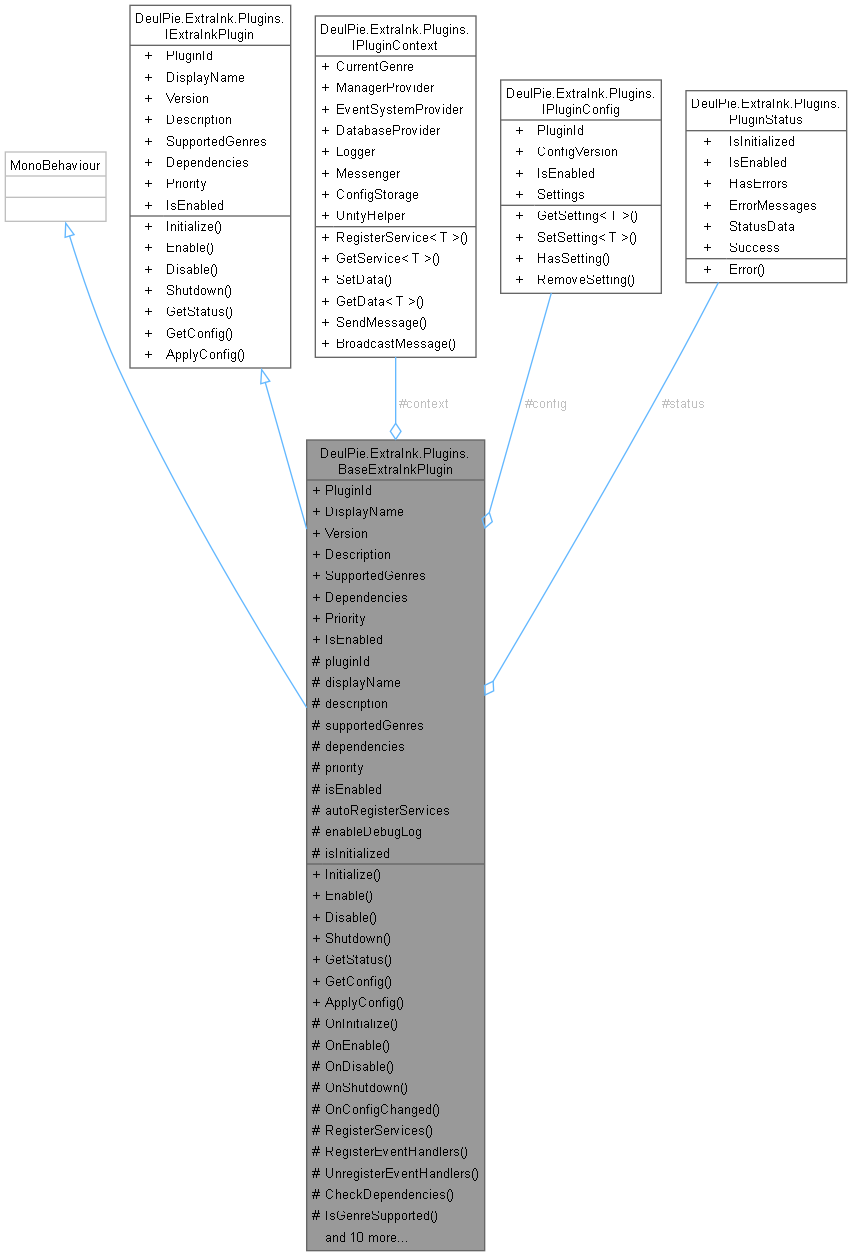 DeulPie.ExtraInk.Plugins.
IExtraInkPlugin
+ PluginId
+ DisplayName
+ Version
+ Description
+ SupportedGenres
+ Dependencies
+ Priority
+ IsEnabled
+ Initialize()
+ Enable()
+ Disable()
+ Shutdown()
+ GetStatus()
+ GetConfig()
+ ApplyConfig()
DeulPie.ExtraInk.Plugins.
IPluginContext
+ CurrentGenre
+ ManagerProvider
+ EventSystemProvider
+ DatabaseProvider
+ Logger
+ Messenger
+ ConfigStorage
+ UnityHelper
+ RegisterService< T >()
+ GetService< T >()
+ SetData()
+ GetData< T >()
+ SendMessage()
+ BroadcastMessage()
DeulPie.ExtraInk.Plugins.
IPluginConfig
+ PluginId
+ ConfigVersion
+ IsEnabled
+ Settings
+ GetSetting< T >()
+ SetSetting< T >()
+ HasSetting()
+ RemoveSetting()
DeulPie.ExtraInk.Plugins.
PluginStatus
+ IsInitialized
+ IsEnabled
+ HasErrors
+ ErrorMessages
+ StatusData
+ Success
+ Error()
MonoBehaviour
#context
#config
#status
DeulPie.ExtraInk.Plugins.
BaseExtraInkPlugin
+ PluginId
+ DisplayName
+ Version
+ Description
+ SupportedGenres
+ Dependencies
+ Priority
+ IsEnabled
# pluginId
# displayName
# description
# supportedGenres
# dependencies
# priority
# isEnabled
# autoRegisterServices
# enableDebugLog
# isInitialized
+ Initialize()
+ Enable()
+ Disable()
+ Shutdown()
+ GetStatus()
+ GetConfig()
+ ApplyConfig()
# OnInitialize()
# OnEnable()
# OnDisable()
# OnShutdown()
# OnConfigChanged()
# RegisterServices()
# RegisterEventHandlers()
# UnregisterEventHandlers()
# CheckDependencies()
# IsGenreSupported()
and 10 more...